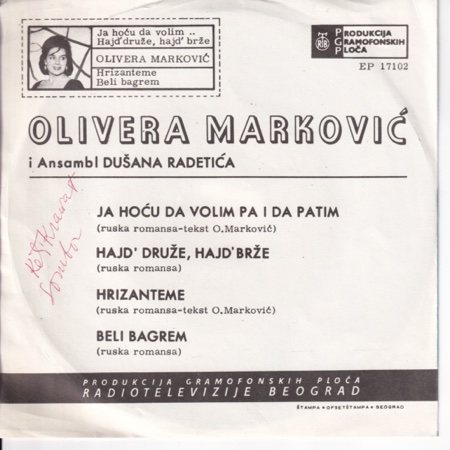 Ja hoću da volim ..
Hajd'druže, hajd' brže
OLIVERA MARKOVIĆ
Hrizanteme
Beli bagrem
PGP
RTB
PRODUKCIJA
GRAMOFONSKIH
PLOČA
EP 17102
OLIVERA MARKOVIĆ
i Ansambl DUŠANA RADETIĆA
JA HOĆU DA VOLIM PA I DA PATIM
(ruska romansa-tekst O.Marković)
HAJD' DRUŽE, HAJD'BRŽE
(ruska romansa)
HRIZANTEME
(ruska romansa-tekst O.Marković)
BELI BAGREM
(ruska romansa)
Sombor
PRODUKCIJA GRAMOFONSKIH PLOČA
RADIOTELEVIZIJE BEOGRAD
ŠTAMPA * OFSETŠTAMPA * BEOGRAD